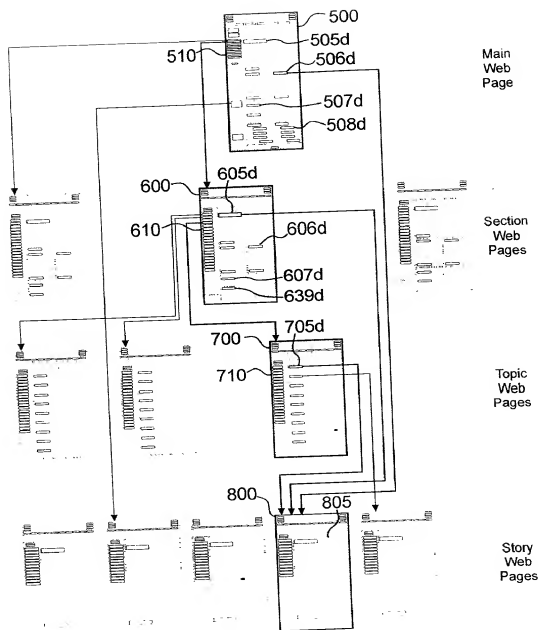 500
505d
510
506d
Main
Web
Page
507d
508d
605d
600
610
606d
Section
Web
Pages
607d
639d
705d
700
710
Topic
Web
Pages
800
805
Story
Web
Pages